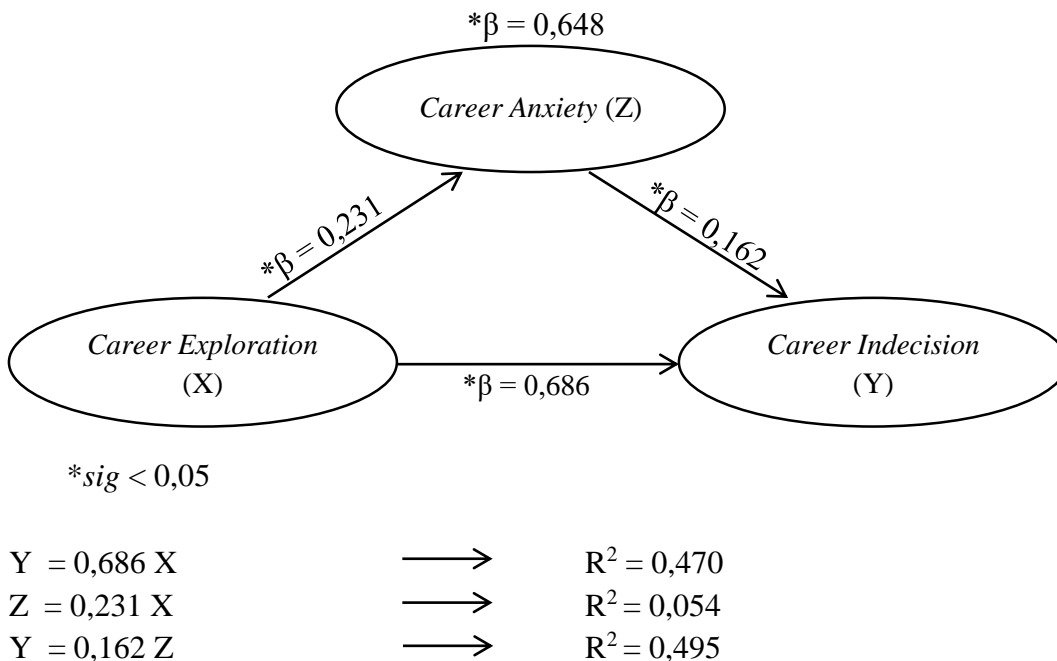 *β = 0,648
Career Anxiety (Z)
*β = 0,231
*β = 0,162
Career Exploration
(X)
*β = 0,686
Career Indecision
(Y)
*sig < 0,05
Y = 0,686 X R² = 0,470
Z = 0,231 X R² = 0,054
Y = 0,162 Z R² = 0,495